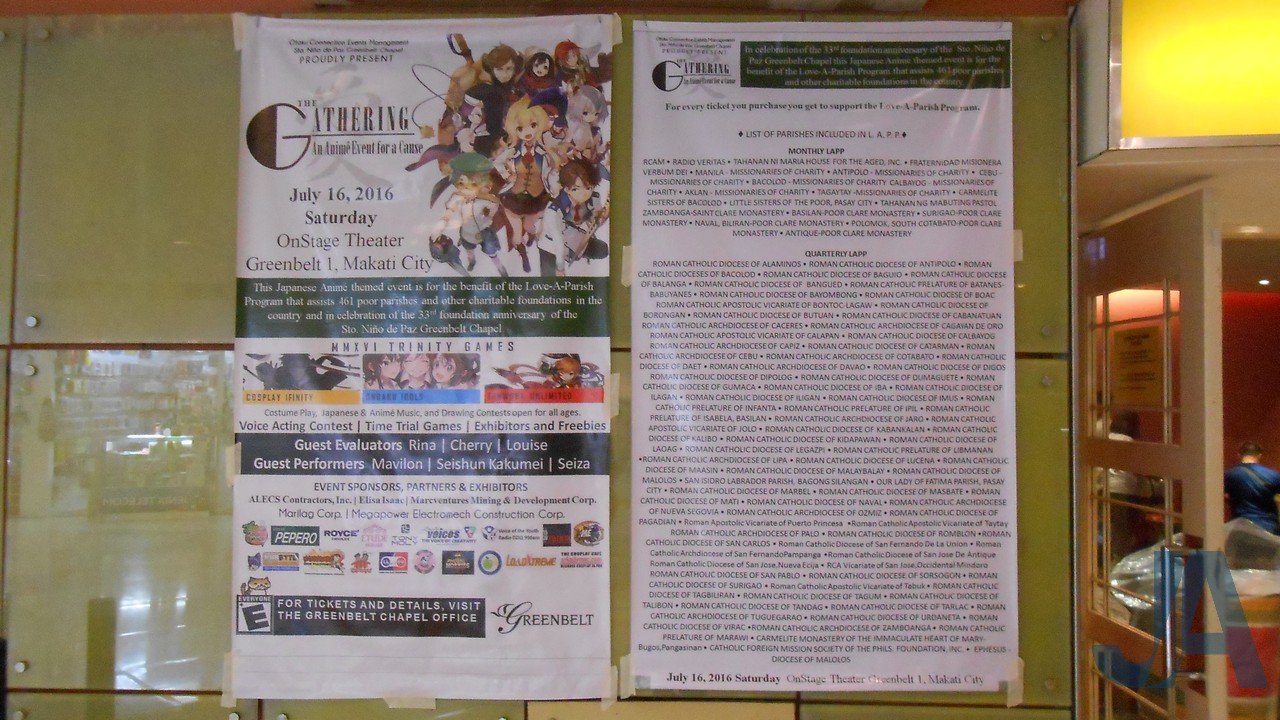 Otaku Connection Events Management
Sto. Niño de Paz Greenbelt Chapel
PROUDLY PRESENT
THE
GATHERING
An Animé Event for a Cause
July 16, 2016
Saturday
OnStage Theater
Greenbelt 1, Makati City
This Japanese Animé themed event is for the benefit of the Love-A-Parish
Program that assists 461 poor parishes and other charitable foundations in the
country and in celebration of the 33rd foundation anniversary of the
Sto. Niño de Paz Greenbelt Chapel
MMXVI TRINITY GAMES
COSPLAY IFINITY
UNLIMITED
Costume Play, Japanese & Animé Music, and Drawing Contests open for all ages.
Voice Acting Contest | Time Trial Games | Exhibitors and Freebies
Guest Evaluators Rina | Cherry | Louise
Guest Performers Mavilon | Seishun Kakumei | Seiza
EVENT SPONSORS, PARTNERS & EXHIBITORS
ALECS Contractors, Inc. | Elisa Isaac | Marcventures Mining & Development Corp.
Marilag Corp. | Megapower Electromech Construction Corp.
PEPERO ROYCE' voices
EVERYONE
E
FOR TICKETS AND DETAILS, VISIT
THE GREENBELT CHAPEL OFFICE
GREENBELT
Otaku Connection Events Management
Sto. Niño de Paz Greenbelt Chapel
PROUDLY PRESENT
THE
GATHERING
An Animé Event for a Cause
In celebration of the 33rd foundation anniversary of the Sto. Niño de
Paz Greenbelt Chapel this Japanese Animé themed event is for the
benefit of the Love-A-Parish Program that assists 461 poor parishes
and other charitable foundations in the country.
For every ticket you purchase you get to support the Love-A-Parish Program.
♦ LIST OF PARISHES INCLUDED IN L. A. P. P. ♦
MONTHLY LAPP
RCAM • RADIO VERITAS • TAHANAN NI MARIA HOUSE FOR THE AGED, INC. • FRATERNIDAD MISIONERA
VERBUM DEI • MANILA - MISSIONARIES OF CHARITY • ANTIPOLO - MISSIONARIES OF CHARITY • CEBU -
MISSIONARIES OF CHARITY • BACOLOD - MISSIONARIES OF CHARITY CALBAYOG - MISSIONARIES OF
CHARITY • AKLAN - MISSIONARIES OF CHARITY • TAGAYTAY -MISSIONARIES OF CHARITY • CARMELITE
SISTERS OF BACOLOD • LITTLE SISTERS OF THE POOR, PASAY CITY • TAHANAN NG MABUTING PASTOL
ZAMBOANGA-SAINT CLARE MONASTERY • BASILAN-POOR CLARE MONASTERY • SURIGAO-POOR CLARE
MONASTERY • NAVAL, BILIRAN-POOR CLARE MONASTERY • POLOMOK, SOUTH COTABATO-POOR CLARE
MONASTERY • ANTIQUE-POOR CLARE MONASTERY
QUARTERLY LAPP
ROMAN CATHOLIC DIOCESE OF ALAMINOS • ROMAN CATHOLIC DIOCESE OF ANTIPOLO • ROMAN
CATHOLIC DIOCESES OF BACOLOD • ROMAN CATHOLIC DIOCESE OF BAGUIO • ROMAN CATHOLIC DIOCESE
OF BALANGA • ROMAN CATHOLIC DIOCESE OF BANGUED • ROMAN CATHOLIC PRELATURE OF BATANES-
BABUYANES • ROMAN CATHOLIC DIOCESE OF BAYOMBONG • ROMAN CATHOLIC DIOCESE OF BOAC
ROMAN CATHOLIC APOSTOLIC VICARIATE OF BONTOC-LAGAW • ROMAN CATHOLIC DIOCESE OF
BORONGAN • ROMAN CATHOLIC DIOCESE OF BUTUAN • ROMAN CATHOLIC DIOCESE OF CABANATUAN
ROMAN CATHOLIC ARCHDIOCESE OF CACERES • ROMAN CATHOLIC ARCHDIOCESE OF CAGAYAN DE ORO
ROMAN CATHOLIC APOSTOLIC VICARIATE OF CALAPAN • ROMAN CATHOLIC DIOCESE OF CALBAYOG
ROMAN CATHOLIC ARCHDIOCESE OF CAPIZ • ROMAN CATHOLIC DIOCESE OF CATARMAN • ROMAN
CATHOLIC ARCHDIOCESE OF CEBU • ROMAN CATHOLIC ARCHDIOCESE OF COTABATO • ROMAN CATHOLIC
DIOCESE OF DAET • ROMAN CATHOLIC ARCHDIOCESE OF DAVAO • ROMAN CATHOLIC DIOCESE OF DIGOS
ROMAN CATHOLIC DIOCESE OF DIPOLOG • ROMAN CATHOLIC DIOCESE OF DUMAGUETE • ROMAN
CATHOLIC DIOCESE OF GUMACA • ROMAN CATHOLIC DIOCESE OF IBA • ROMAN CATHOLIC DIOCESE OF
ILAGAN • ROMAN CATHOLIC DIOCESE OF ILIGAN • ROMAN CATHOLIC DIOCESE OF IMUS • ROMAN
CATHOLIC PRELATURE OF INFANTA • ROMAN CATHOLIC PRELATURE OF IPIL • ROMAN CATHOLIC
PRELATURE OF ISABELA, BASILAN • ROMAN CATHOLIC ARCHDIOCESE OF JARO • ROMAN CATHOLIC
APOSTOLIC VICARIATE OF JOLO • ROMAN CATHOLIC DIOCESE OF KABANKALAN • ROMAN CATHOLIC
DIOCESE OF KALIBO • ROMAN CATHOLIC DIOCESE OF KIDAPAWAN • ROMAN CATHOLIC DIOCESE OF
LAOAG • ROMAN CATHOLIC DIOCESE OF LEGAZPI • ROMAN CATHOLIC PRELATURE OF LIBMANAN
•ROMAN CATHOLIC ARCHDIOCESE OF LIPA • ROMAN CATHOLIC DIOCESE OF LUCENA • ROMAN CATHOLIC
DIOCESE OF MAASIN • ROMAN CATHOLIC DIOCESE OF MALAYBALAY • ROMAN CATHOLIC DIOCESE OF
MALOLOS • SAN ISIDRO LABRADOR PARISH, BAGONG SILANGAN • OUR LADY OF FATIMA PARISH, PASAY
CITY • ROMAN CATHOLIC DIOCESE OF MARBEL • ROMAN CATHOLIC DIOCESE OF MASBATE • ROMAN
CATHOLIC DIOCESE OF MATI • ROMAN CATHOLIC DIOCESE OF NAVAL • ROMAN CATHOLIC ARCHDIOCESE
OF NUEVA SEGOVIA • ROMAN CATHOLIC ARCHDIOCESE OF OZMIZ • ROMAN CATHOLIC DIOCESE OF
PAGADIAN • Roman Apostolic Vicariate of Puerto Princesa •Roman Catholic Apostolic Vicariate of Taytay
ROMAN CATHOLIC ARCHDIOCESE OF PALO • ROMAN CATHOLIC DIOCESE OF ROMBLON •ROMAN
CATHOLIC DIOCESE OF SAN CARLOS • Roman Catholic Diocese of San Fernando De La Union • Roman
Catholic Archdiocese of San FernandoPampanga •Roman Catholic Diocese of San Jose De Antique
Roman Catholic Diocese of San Jose,Nueva Ecija • RCA Vicariate of San Jose,Occidental Mindoro
ROMAN CATHOLIC DIOCESE OF SAN PABLO • ROMAN CATHOLIC DIOCESE OF SORSOGON • ROMAN
CATHOLIC DIOCESE OF SURIGAO • Roman Catholic Apostolic Vicariate of Tabuk • ROMAN CATHOLIC
DIOCESE OF TAGBILIRAN • ROMAN CATHOLIC DIOCESE OF TAGUM • ROMAN CATHOLIC DIOCESE OF
TALIBON • ROMAN CATHOLIC DIOCESE OF TANDAG • ROMAN CATHOLIC DIOCESE OF TARLAC • ROMAN
CATHOLIC ARCHDIOCESE OF TUGUEGARAO • ROMAN CATHOLIC DIOCESE OF URDANETA • ROMAN
CATHOLIC DIOCESE OF VIRAC •ROMAN CATHOLIC ARCHDIOCESE OF ZAMBOANGA • ROMAN CATHOLIC
PRELATURE OF MARAWI • CARMELITE MONASTERY OF THE IMMACULATE HEART OF MARY-
Bugos,Pangasinan • CATHOLIC FOREIGN MISSION SOCIETY OF THE PHILS. FOUNDATION, INC. • EPHESUS -
DIOCESE OF MALOLOS
July 16, 2016 Saturday OnStage Theater Greenbelt 1, Makati City
JA